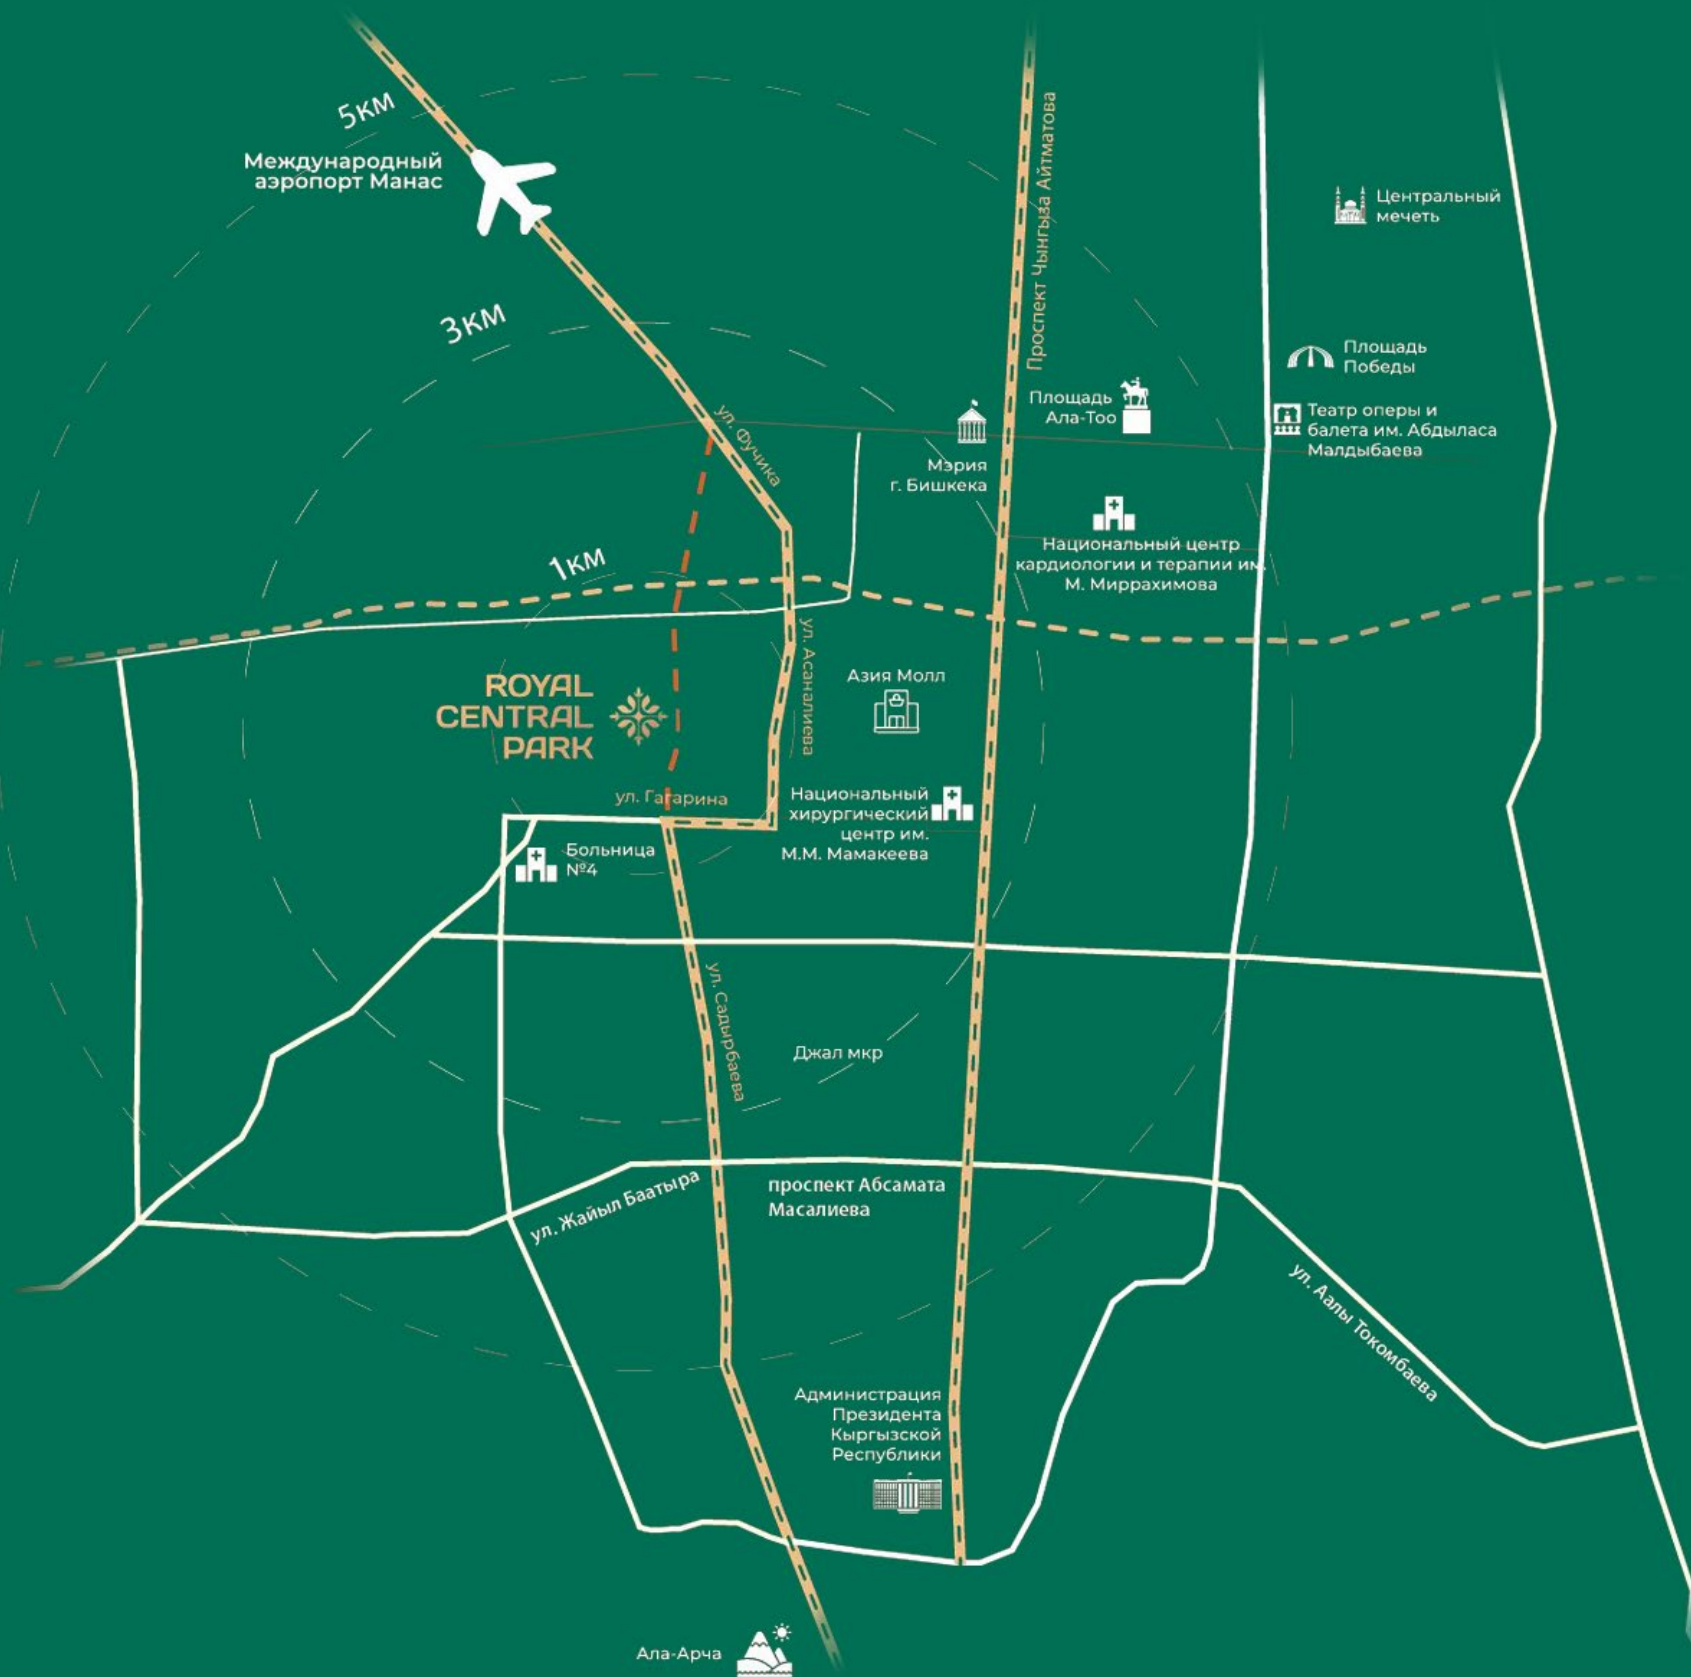 5км
Международный
аэропорт Манас
3км
1км
Проспект Чынгыза Айтматова
Центральный
мечеть
Площадь
Победы
Площадь
Ала-Тоо
Театр оперы и
балета им. Абдыласа
Малдыбаева
ул. Фучика
Мэрия
г. Бишкека
Национальный центр
кардиологии и терапии им.
М. Миррахимова
ул. Асаналиева
Азия Молл
ROYAL
CENTRAL
PARK
ул. Гагарина
Национальный
хирургический
центр им.
М.М. Мамакеева
Больница
№4
ул. Садырбаева
Джал мкр
ул. Жайыл Баатыра
проспект Абсамата
Масалиева
ул. Аалы Токомбаева
Администрация
Президента
Кыргызской
Республики
Ала-Арча